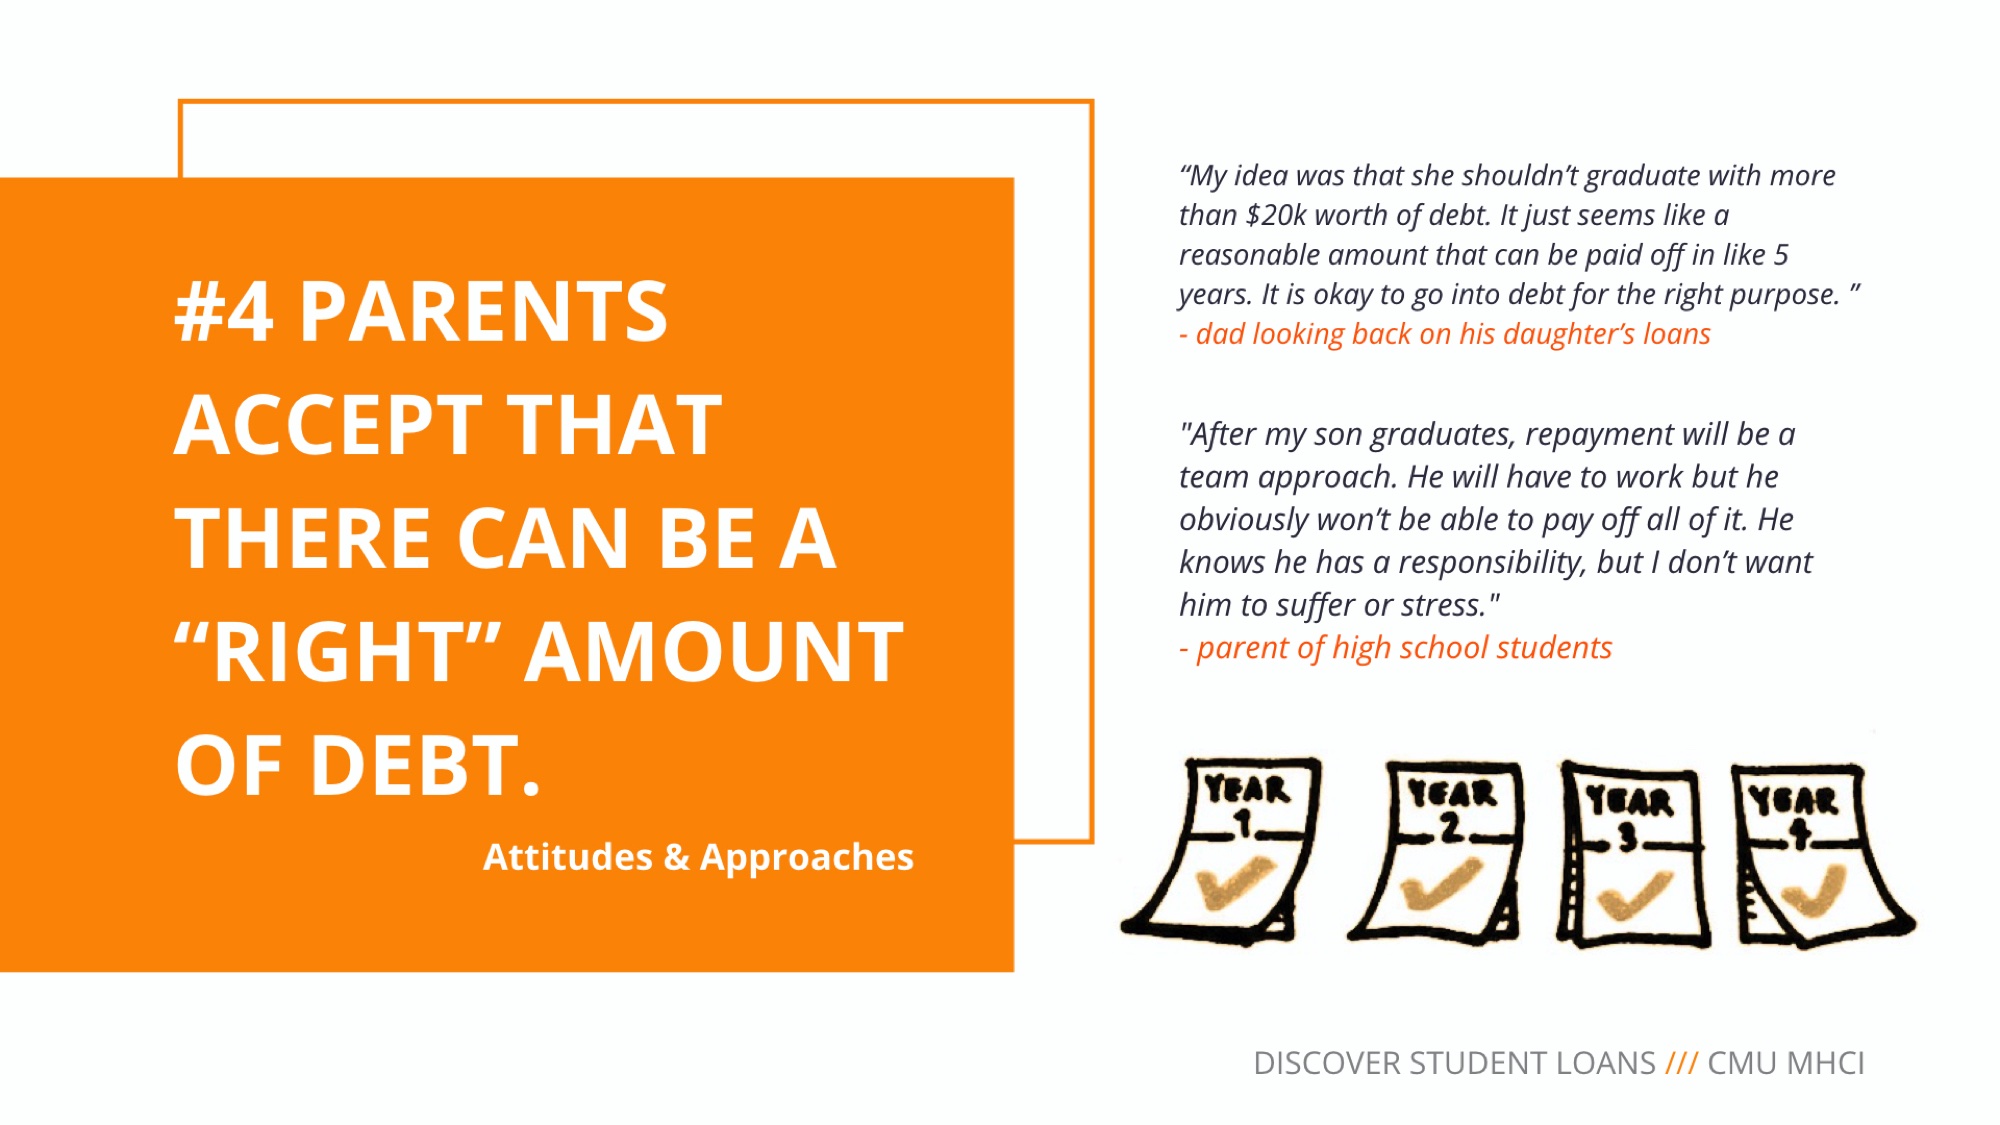 #4 PARENTS
ACCEPT THAT
THERE CAN BE A
“RIGHT” AMOUNT
OF DEBT.
Attitudes & Approaches
“My idea was that she shouldn’t graduate with more
than $20k worth of debt. It just seems like a
reasonable amount that can be paid off in like 5
years. It is okay to go into debt for the right purpose. ”
- dad looking back on his daughter’s loans
"After my son graduates, repayment will be a
team approach. He will have to work but he
obviously won’t be able to pay off all of it. He
knows he has a responsibility, but I don’t want
him to suffer or stress."
- parent of high school students
YEAR
1
YEAR
2
YEAR
3
YEAR
4
DISCOVER STUDENT LOANS /// CMU MHCI